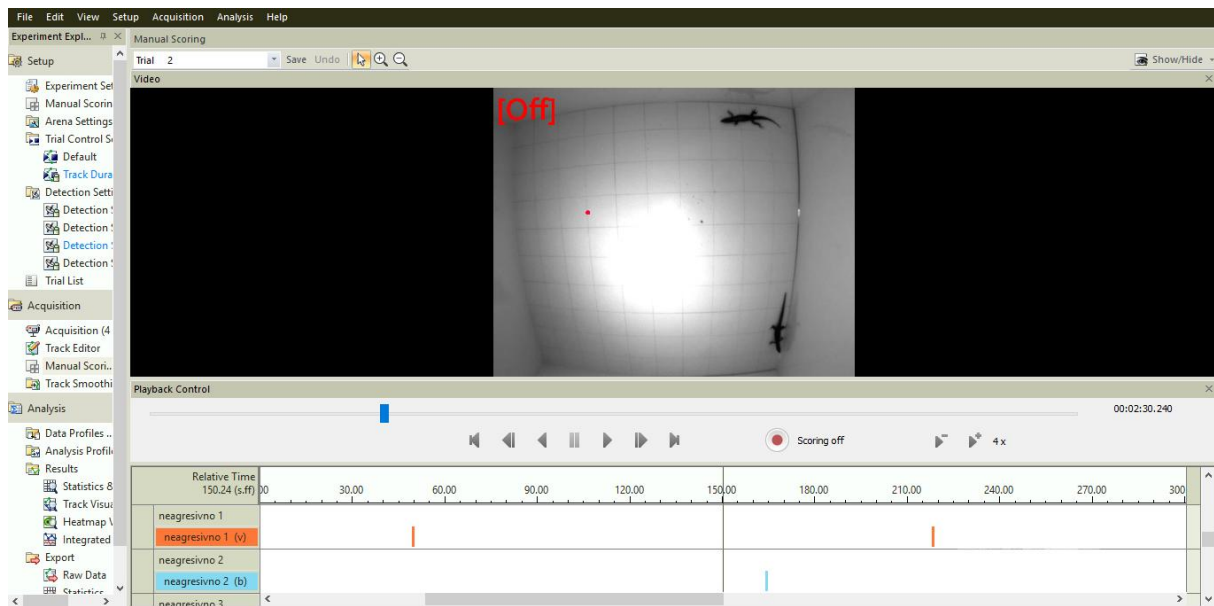 File Edit View Setup Acquisition Analysis Help
Experiment Expl...
Manual Scoring
Setup
Trial 2 Save Undo Show/Hide
Video
Experiment Set
Manual Scorin
Arena Settings
Trial Control S
Default
Track Dura
Detection Setti
Detection S
Detection S
Detection S
Detection S
Trial List
Acquisition
Acquisition (4
Track Editor
Manual Scori...
Track Smoothi
Analysis
Data Profiles ...
Analysis Profil
Results
Statistics &
Track Visua
Heatmap V
Integrated
Export
Raw Data
Statistics
[Off]
Playback Control
00:02:30.240
Scoring off 4 x
Relative Time
150.24 (s.ff) 00 30.00 60.00 90.00 120.00 150.00 180.00 210.00 240.00 270.00 300
neagresivno 1
neagresivno 1 (v)
neagresivno 2
neagresivno 2 (b)
neagresivno 3